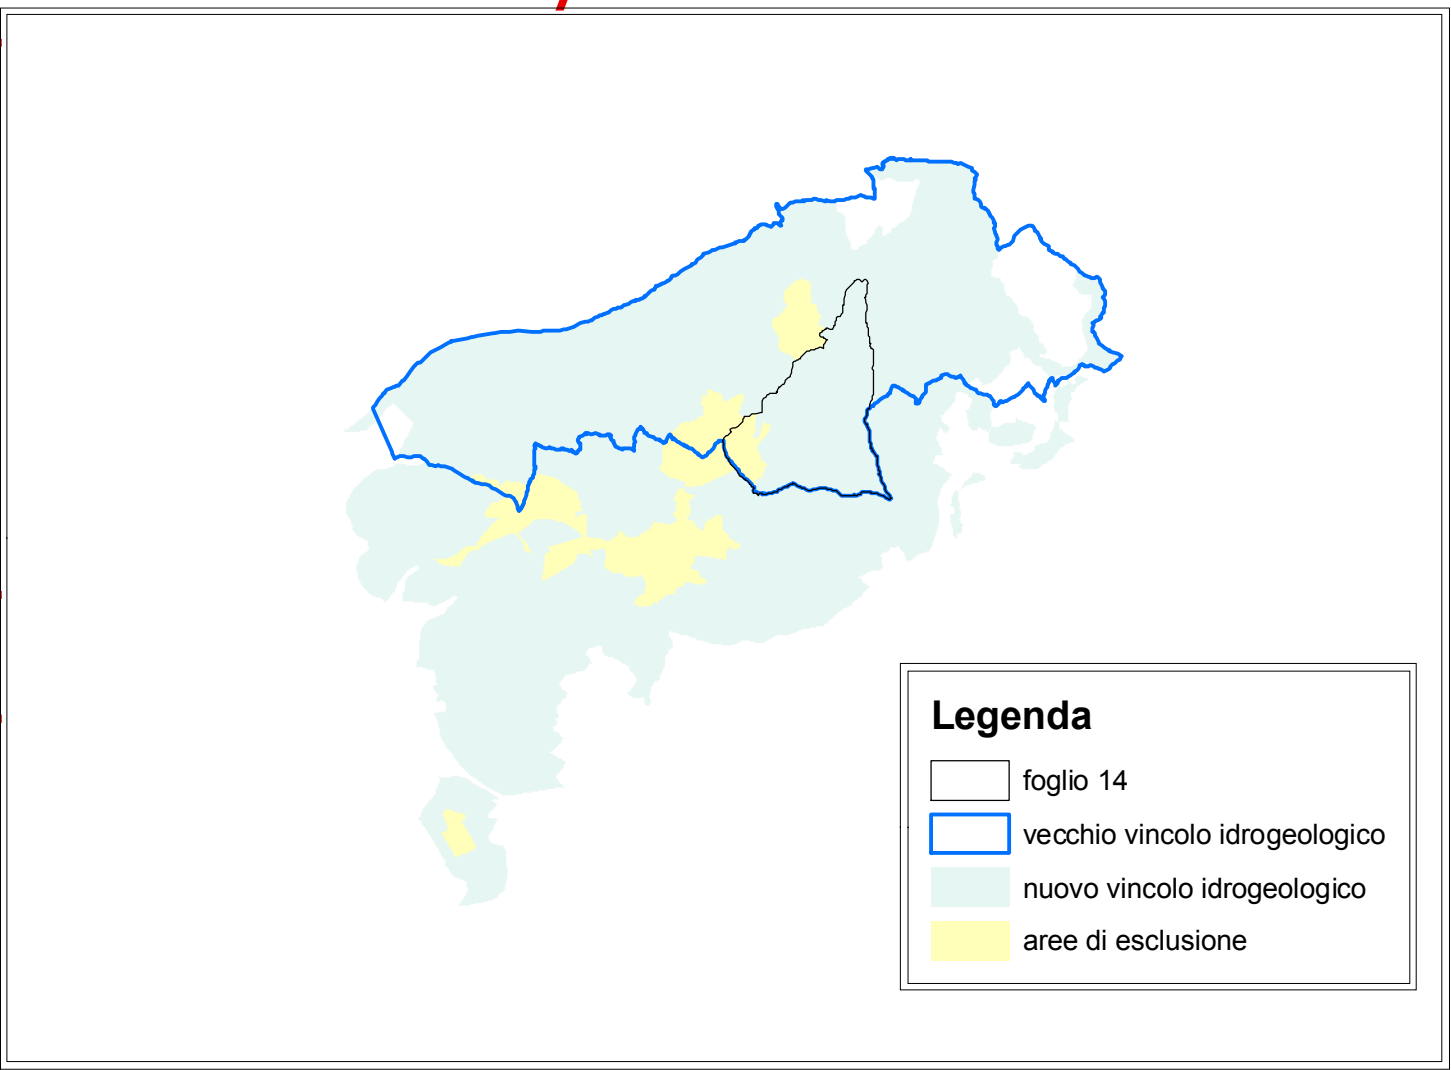 Legenda
foglio 14
vecchio vincolo idrogeologico
nuovo vincolo idrogeologico
aree di esclusione